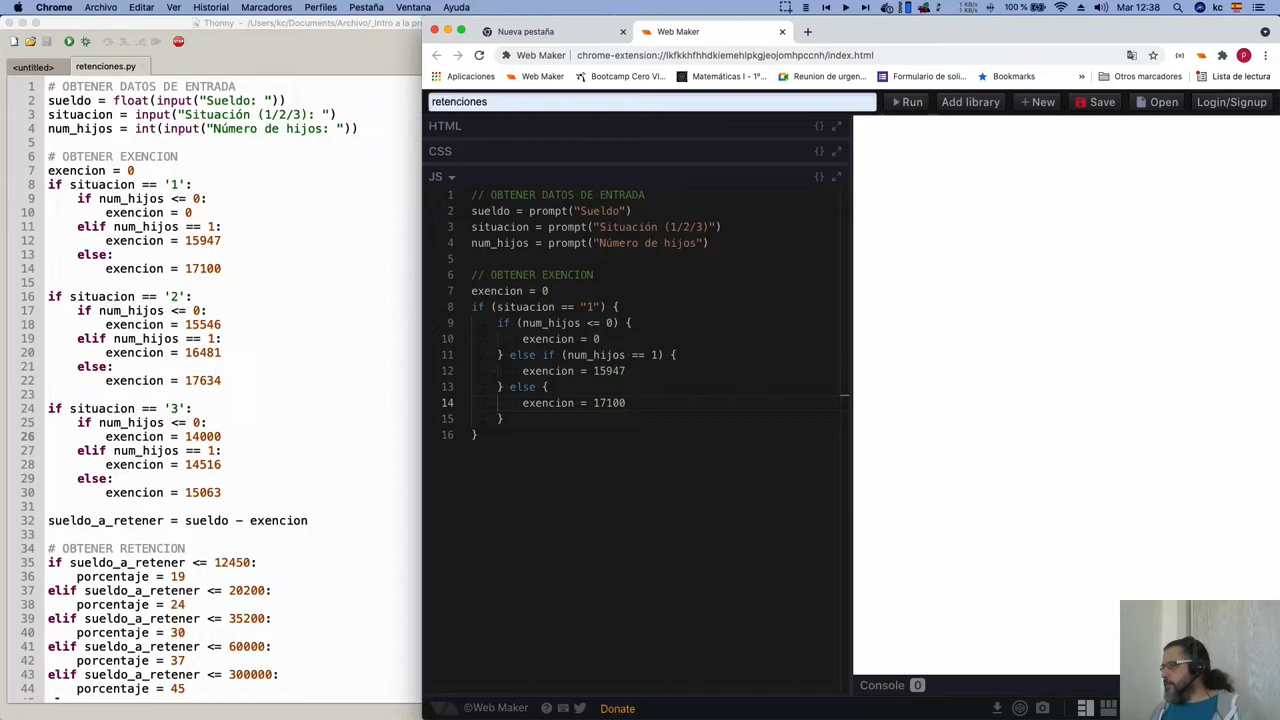 Chrome Archivo Editar Ver Historial Marcadores Perfiles Pestaña Ventana Ayuda
100 % Mar 12:38 kc
Thonny - /Users/kc/Documents/Archivo/_Intro a la pr
<untitled> retenciones.py
1 # OBTENER DATOS DE ENTRADA
2 sueldo = float(input("Sueldo: "))
3 situacion = input("Situación (1/2/3): ")
4 num_hijos = int(input("Número de hijos: "))
5
6 # OBTENER EXENCION
7 exencion = 0
8 if situacion == '1':
9 if num_hijos <= 0:
10 exencion = 0
11 elif num_hijos == 1:
12 exencion = 15947
13 else:
14 exencion = 17100
15
16 if situacion == '2':
17 if num_hijos <= 0:
18 exencion = 15546
19 elif num_hijos == 1:
20 exencion = 16481
21 else:
22 exencion = 17634
23
24 if situacion == '3':
25 if num_hijos <= 0:
26 exencion = 14000
27 elif num_hijos == 1:
28 exencion = 14516
29 else:
30 exencion = 15063
31
32 sueldo_a_retener = sueldo - exencion
33
34 # OBTENER RETENCION
35 if sueldo_a_retener <= 12450:
36 porcentaje = 19
37 elif sueldo_a_retener <= 20200:
38 porcentaje = 24
39 elif sueldo_a_retener <= 35200:
40 porcentaje = 30
41 elif sueldo_a_retener <= 60000:
42 porcentaje = 37
43 elif sueldo_a_retener <= 300000:
44 porcentaje = 45
Nueva pestaña Web Maker
Web Maker chrome-extension://lkfkkhfhhdkiemehlpkgjeojomhpccnh/index.html
Aplicaciones Web Maker Bootcamp Cero VI... Matemáticas I -1º... Reunion de urgen... Formulario de soli... Bookmarks » Otros marcadores Lista de lectura
retenciones Run Add library + New Save Open Login/Signup
HTML {}
CSS {}
JS {}
1 // OBTENER DATOS DE ENTRADA
2 sueldo = prompt("Sueldo")
3 situacion = prompt("Situación (1/2/3)")
4 num_hijos = prompt("Número de hijos")
5
6 // OBTENER EXENCION
7 exencion = 0
8 if (situacion == "1") {
9 if (num_hijos <= 0) {
10 exencion = 0
11 } else if (num_hijos == 1) {
12 exencion = 15947
13 } else {
14 exencion = 17100
15 }
16 }
Console 0
©Web Maker Donate